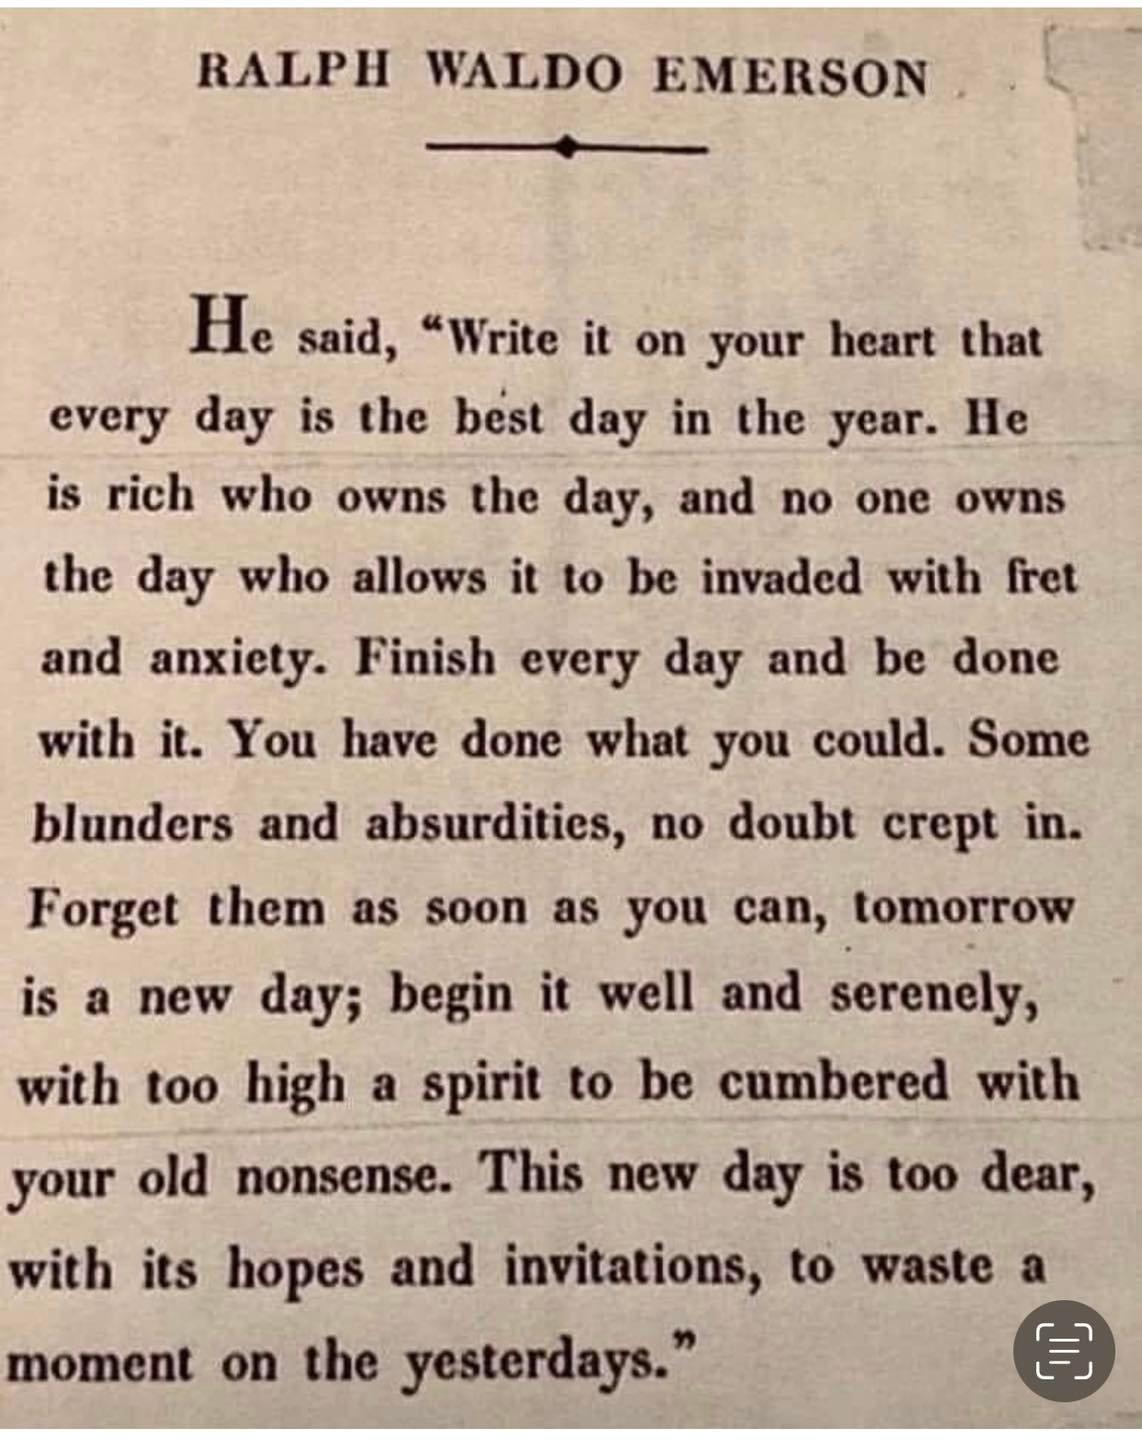 RALPH WALDO EMERSON
He said, “Write it on your heart that
every day is the best day in the year. He
is rich who owns the day, and no one owns
the day who allows it to be invaded with fret
and anxiety. Finish every day and be done
with it. You have done what you could. Some
blunders and absurdities, no doubt crept in.
Forget them as soon as you can, tomorrow
is a new day; begin it well and serenely,
with too high a spirit to be cumbered with
your old nonsense. This new day is too dear,
with its hopes and invitations, to waste a
moment on the yesterdays.”